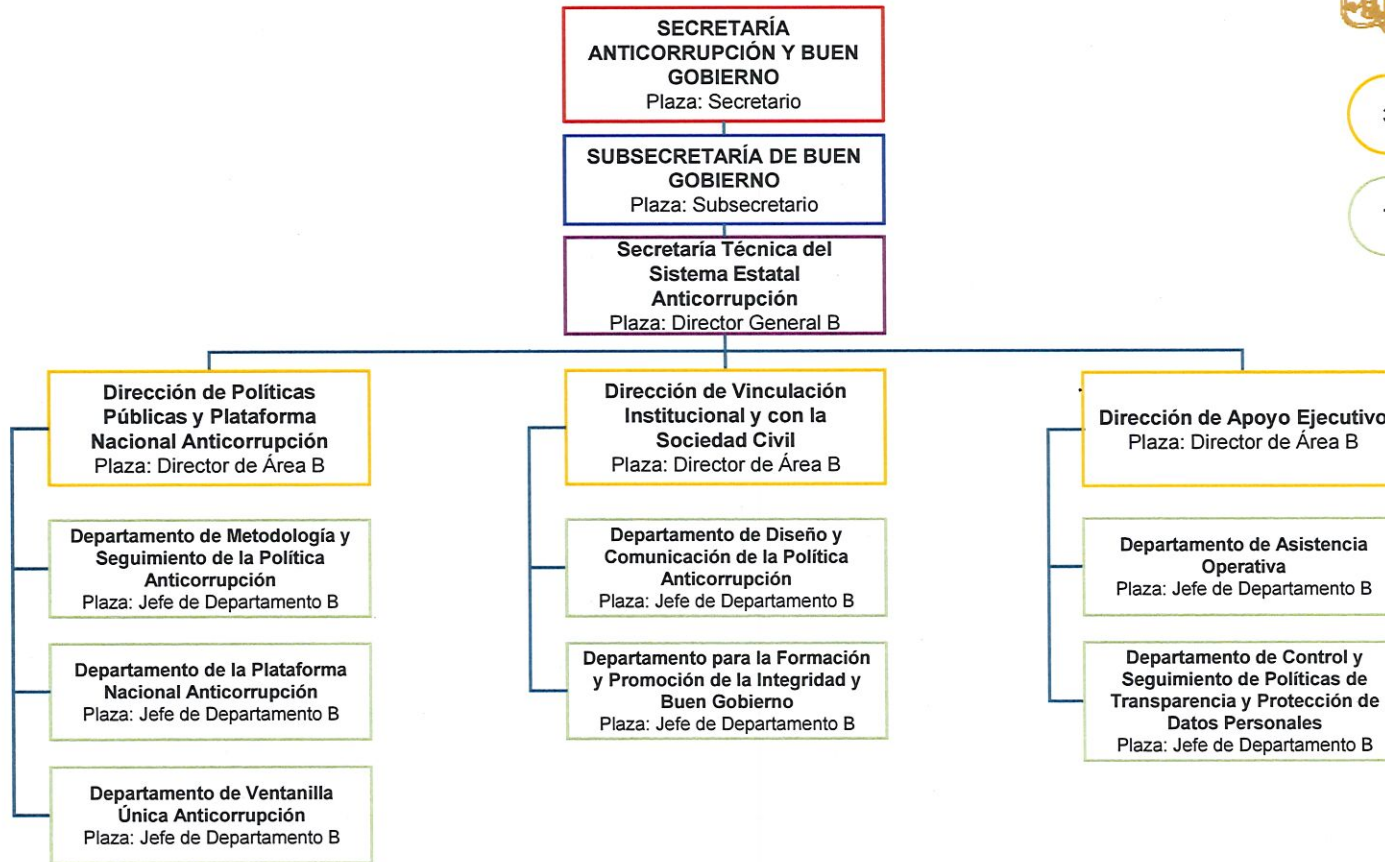 SECRETARÍA
ANTICORRUPCIÓN Y BUEN
GOBIERNO
Plaza: Secretario
SUBSECRETARÍA DE BUEN
GOBIERNO
Plaza: Subsecretario
Secretaría Técnica del
Sistema Estatal
Anticorrupción
Plaza: Director General B
Dirección de Políticas
Públicas y Plataforma
Nacional Anticorrupción
Plaza: Director de Área B
Departamento de Metodología y
Seguimiento de la Política
Anticorrupción
Plaza: Jefe de Departamento B
Departamento de la Plataforma
Nacional Anticorrupción
Plaza: Jefe de Departamento B
Departamento de Ventanilla
Única Anticorrupción
Plaza: Jefe de Departamento B
Dirección de Vinculación
Institucional y con la
Sociedad Civil
Plaza: Director de Área B
Departamento de Diseño y
Comunicación de la Política
Anticorrupción
Plaza: Jefe de Departamento B
Departamento para la Formación
y Promoción de la Integridad y
Buen Gobierno
Plaza: Jefe de Departamento B
Dirección de Apoyo Ejecutivo
Plaza: Director de Área B
Departamento de Asistencia
Operativa
Plaza: Jefe de Departamento B
Departamento de Control y
Seguimiento de Políticas de
Transparencia y Protección de
Datos Personales
Plaza: Jefe de Departamento B